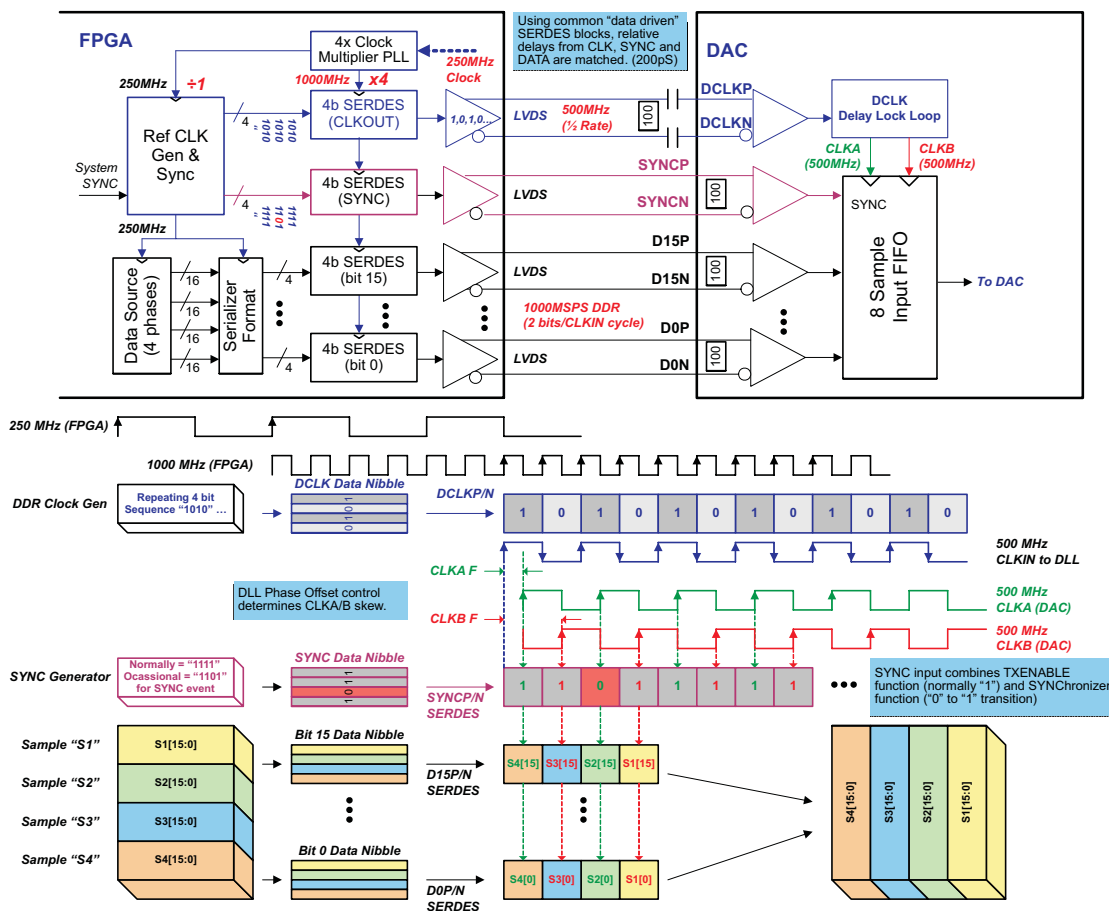 FPGA
4x Clock
Multiplier PLL
250MHz
÷1
1000MHz
x4
250MHz
Clock
Using common “data driven”
SERDES blocks, relative
delays from CLK, SYNC and
DATA are matched. (200pS)
DAC
Ref CLK
Gen &
Sync
4
1010
1010
1010
”
4b SERDES
(CLKOUT)
1,0,1,0...
LVDS
500MHz
(½ Rate)
100
DCLKP
DCLKN
DCLK
Delay Lock Loop
CLKA
(500MHz)
CLKB
(500MHz)
System
SYNC
4
1111
1101
1111
”
4b SERDES
(SYNC)
LVDS
SYNCP
SYNCN
100
SYNC
250MHz
Data Source
(4 phases)
16
16
16
16
Serializer
Format
4
4
4b SERDES
(bit 15)
LVDS
D15P
D15N
100
8 Sample
Input FIFO
To DAC
1000MSPS DDR
(2 bits/CLKIN cycle)
4b SERDES
(bit 0)
LVDS
D0P
D0N
100
250 MHz (FPGA)
1000 MHz (FPGA)
DDR Clock Gen
Repeating 4 bit
Sequence “1010” ...
DCLK Data Nibble
1
0
1
0
DCLKP/N
1 0 1 0 1 0 1 0 1 0 1 0
500 MHz
CLKIN to DLL
CLKA F
DLL Phase Offset control
determines CLKA/B skew.
500 MHz
CLKA (DAC)
CLKB F
500 MHz
CLKB (DAC)
SYNC Generator
Normally = “1111”
Ocassional = “1101”
for SYNC event
SYNC Data Nibble
1
1
0
1
SYNCP/N
SERDES
1 1 0 1 1 1 1 1
SYNC input combines TXENABLE
function (normally “1”) and SYNChronizer
function (“0” to “1” transition)
Sample “S1”
S1[15:0]
Sample “S2”
S2[15:0]
Sample “S3”
S3[15:0]
Sample “S4”
S4[15:0]
Bit 15 Data Nibble
D15P/N
SERDES
S4[15] S3[15] S2[15] S1[15]
Bit 0 Data Nibble
D0P/N
SERDES
S4[0] S3[0] S2[0] S1[0]
S4[15:0]
S3[15:0]
S2[15:0]
S1[15:0]